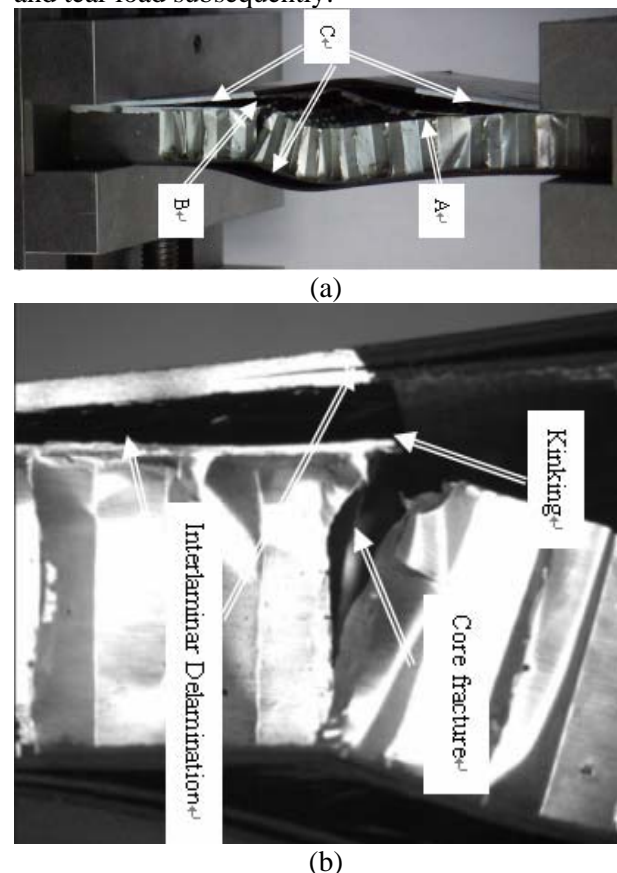 and tear load subsequently.
C
B
A
(a)
Kinking
Core fracture
Interlaminar Delamination
(b)